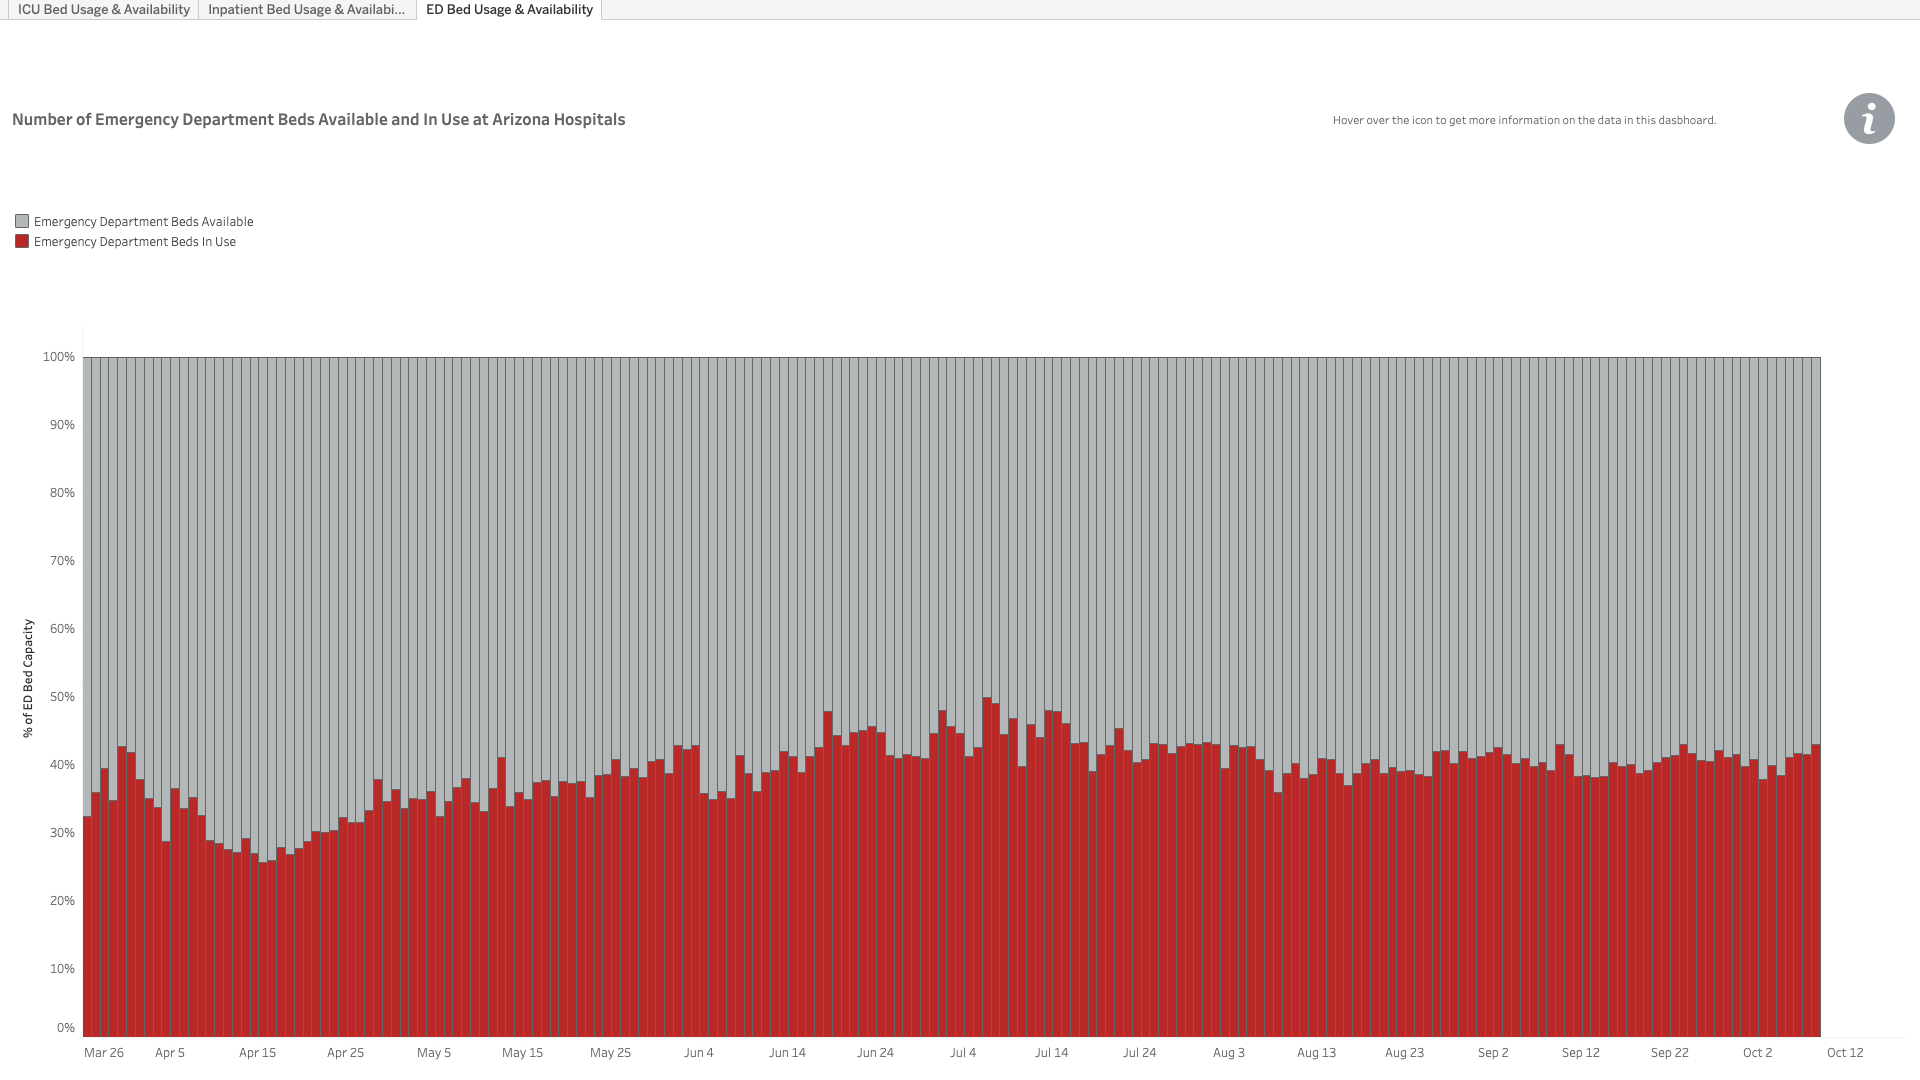 ICU Bed Usage & Availability
Inpatient Bed Usage & Availabi...
ED Bed Usage & Availability
Number of Emergency Department Beds Available and In Use at Arizona Hospitals
Hover over the icon to get more information on the data in this dasbhoard.
i
Emergency Department Beds Available
Emergency Department Beds In Use
% of ED Bed Capacity
100%
90%
80%
70%
60%
50%
40%
30%
20%
10%
0%
Mar 26 Apr 5 Apr 15 Apr 25 May 5 May 15 May 25 Jun 4 Jun 14 Jun 24 Jul 4 Jul 14 Jul 24 Aug 3 Aug 13 Aug 23 Sep 2 Sep 12 Sep 22 Oct 2 Oct 12